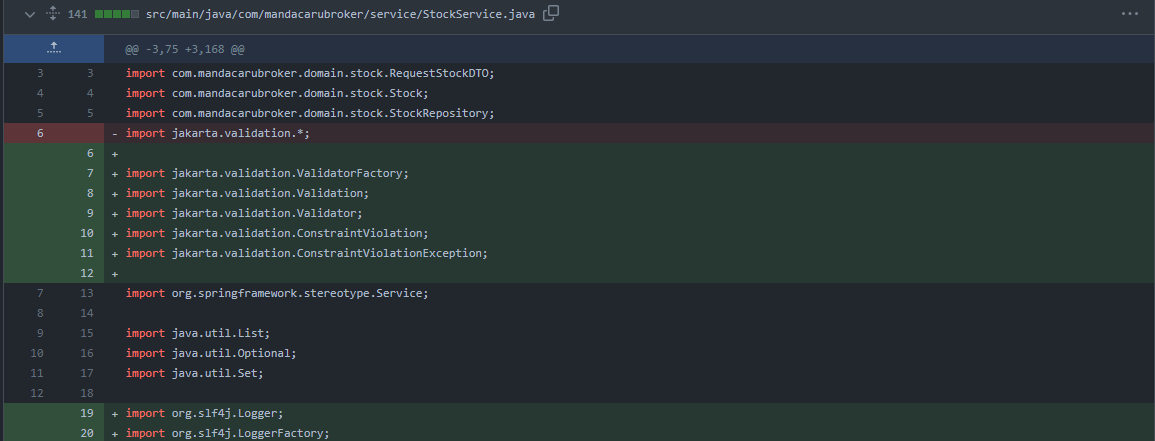 141 src/main/java/com/mandacarubroker/service/StockService.java
@@ -3,75 +3,168 @@
3 3 import com.mandacarubroker.domain.stock.RequestStockDTO;
4 4 import com.mandacarubroker.domain.stock.Stock;
5 5 import com.mandacarubroker.domain.stock.StockRepository;
6 - import jakarta.validation.*;
6 +
7 + import jakarta.validation.ValidatorFactory;
8 + import jakarta.validation.Validation;
9 + import jakarta.validation.Validator;
10 + import jakarta.validation.ConstraintViolation;
11 + import jakarta.validation.ConstraintViolationException;
12 +
7 13 import org.springframework.stereotype.Service;
8 14
9 15 import java.util.List;
10 16 import java.util.Optional;
11 17 import java.util.Set;
12 18
19 + import org.slf4j.Logger;
20 + import org.slf4j.LoggerFactory;